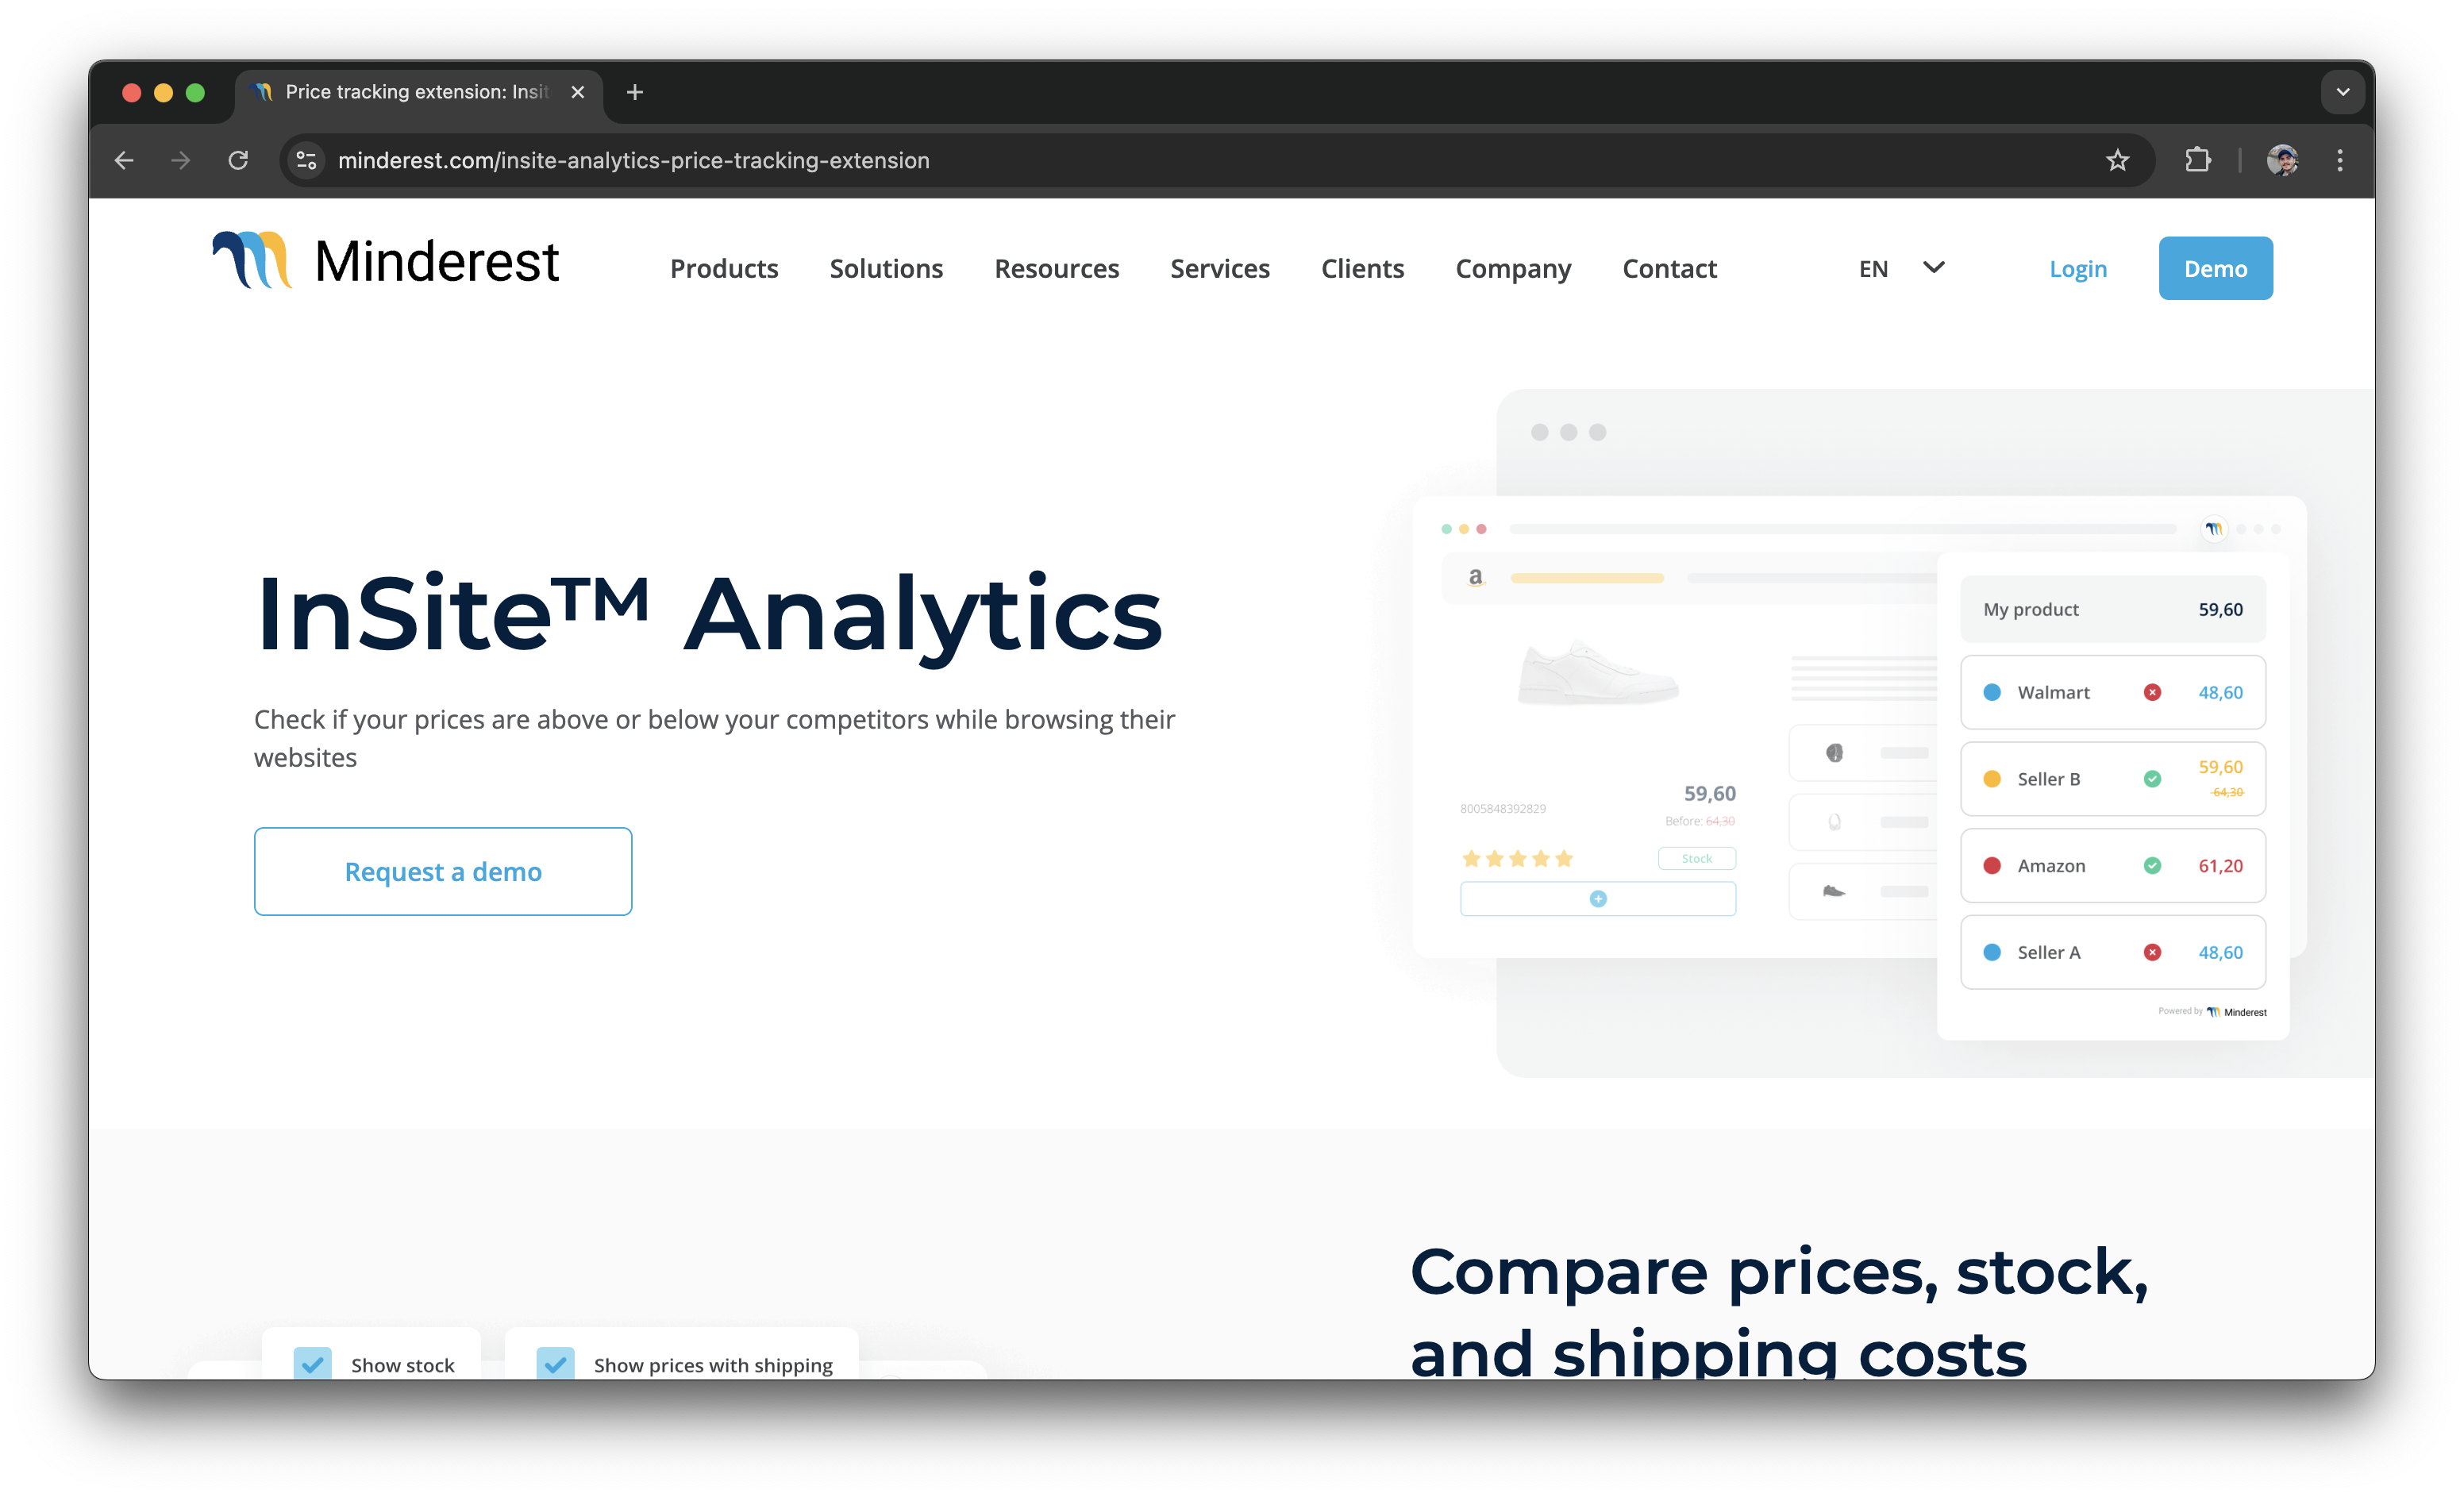 Price tracking extension: Insit
minderest.com/insite-analytics-price-tracking-extension
Minderest
Products Solutions Resources Services Clients Company Contact EN Login Demo
InSite™ Analytics
Check if your prices are above or below your competitors while browsing their
websites
Request a demo
a
8005848392829
59,60
Before: 64,30
Stock
My product 59,60
Walmart 48,60
Seller B 59,60
64,30
Amazon 61,20
Seller A 48,60
Powered by Minderest
Compare prices, stock,
and shipping costs
Show stock
Show prices with shipping